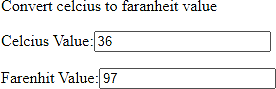 Convert celcius to faranheit value
Celcius Value: 36
Farenhit Value: 97